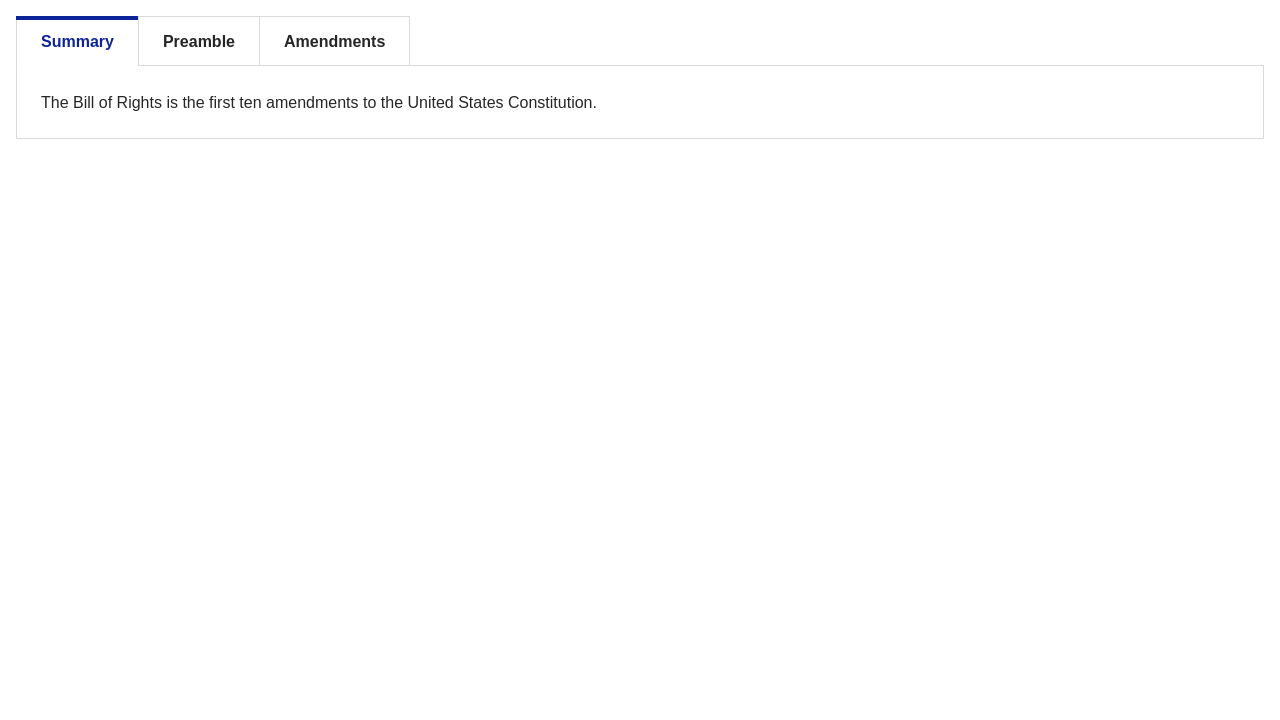 Summary Preamble Amendments
The Bill of Rights is the first ten amendments to the United States Constitution.